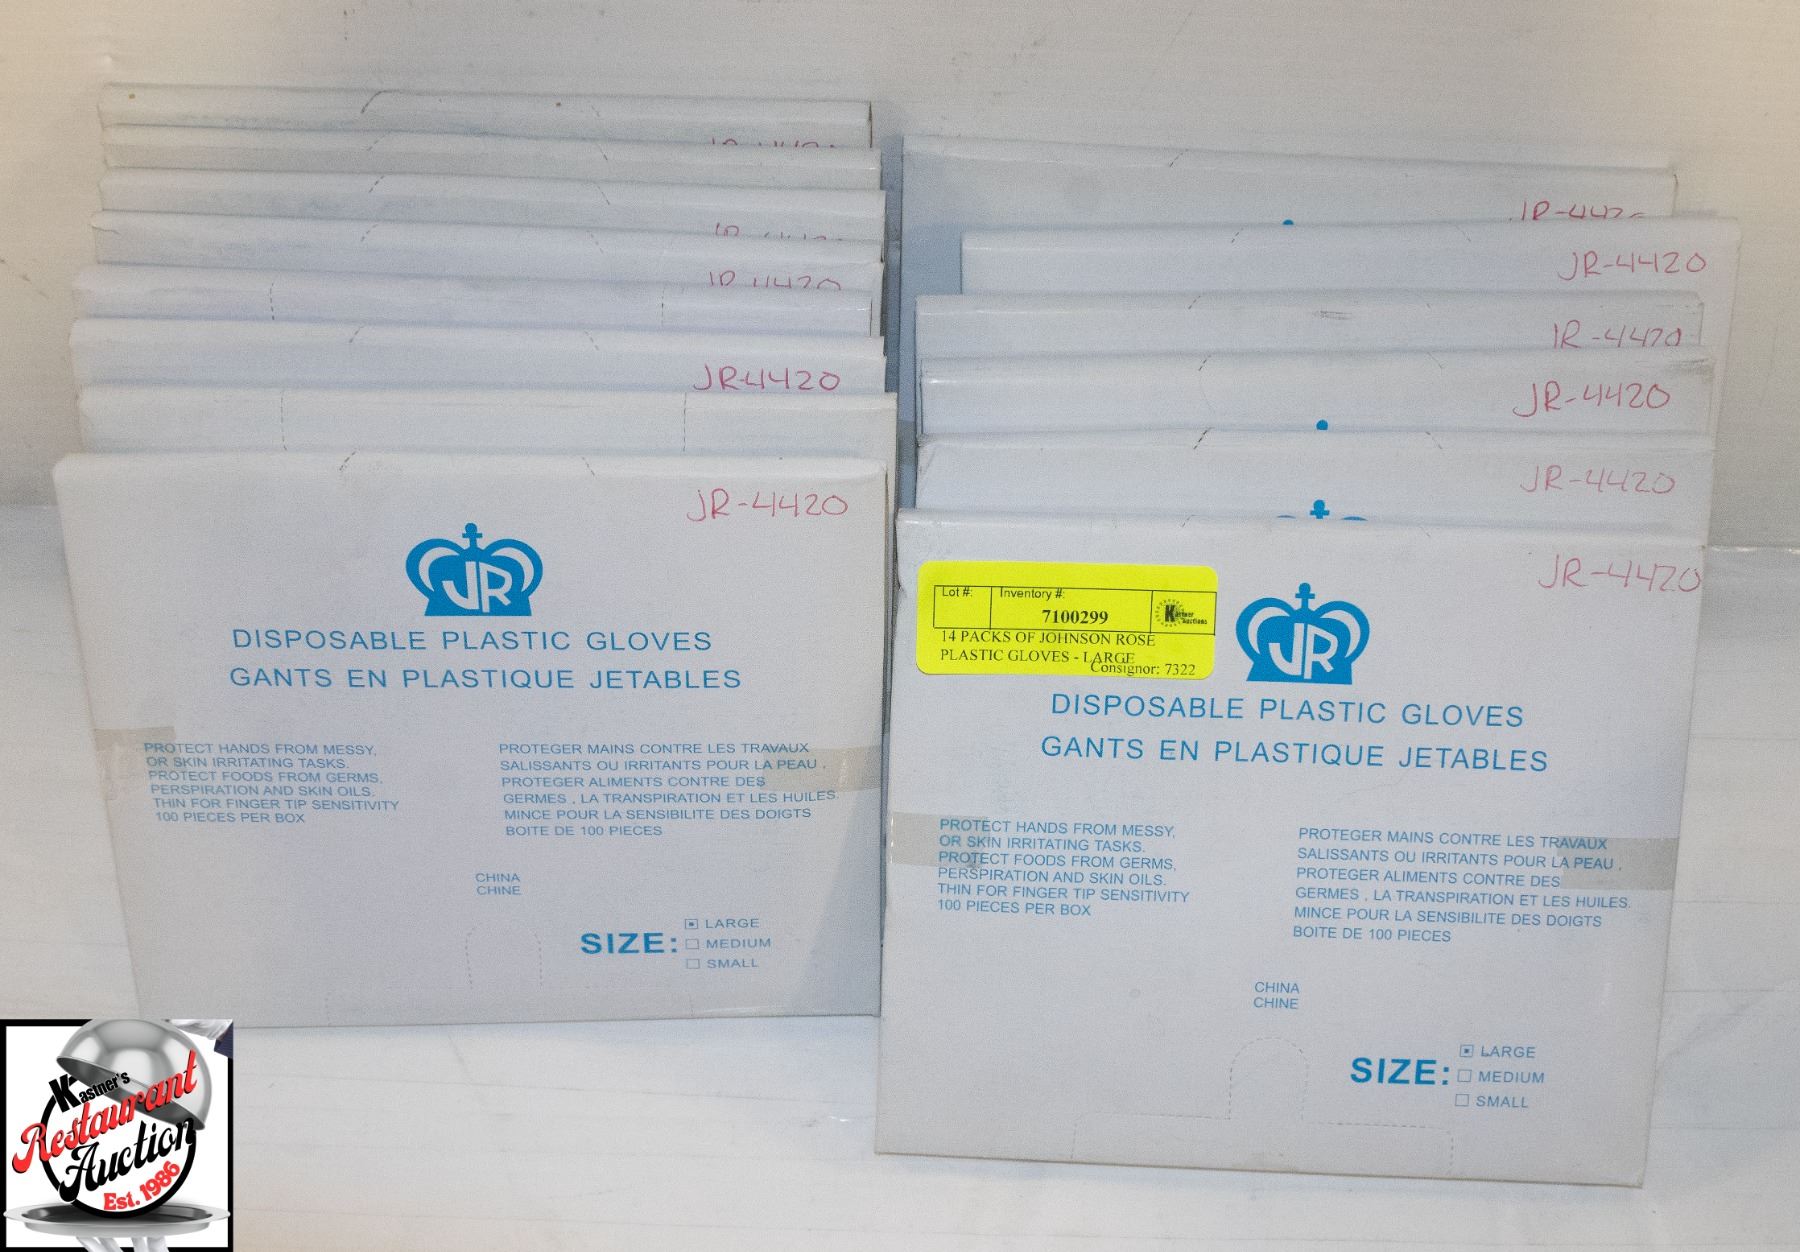 JR-4420
JR-4420
JR
DISPOSABLE PLASTIC GLOVES
GANTS EN PLASTIQUE JETABLES
PROTECT HANDS FROM MESSY,
OR SKIN IRRITATING TASKS.
PROTECT FOODS FROM GERMS,
PERSPIRATION AND SKIN OILS.
THIN FOR FINGER TIP SENSITIVITY
100 PIECES PER BOX
PROTEGER MAINS CONTRE LES TRAVAUX
SALISSANTS OU IRRITANTS POUR LA PEAU ,
PROTEGER ALIMENTS CONTRE DES
GERMES , LA TRANSPIRATION ET LES HUILES.
MINCE POUR LA SENSIBILITE DES DOIGTS
BOITE DE 100 PIECES
CHINA
CHINE
SIZE:
LARGE
MEDIUM
SMALL
JR-4420
JR-4420
JR-4420
JR-4420
JR-4420
JR-4420
Lot #: Inventory #:
7100299
Kastner Auctions
14 PACKS OF JOHNSON ROSE
PLASTIC GLOVES - LARGE
Consignor: 7322
JR
DISPOSABLE PLASTIC GLOVES
GANTS EN PLASTIQUE JETABLES
PROTECT HANDS FROM MESSY,
OR SKIN IRRITATING TASKS.
PROTECT FOODS FROM GERMS,
PERSPIRATION AND SKIN OILS.
THIN FOR FINGER TIP SENSITIVITY
100 PIECES PER BOX
PROTEGER MAINS CONTRE LES TRAVAUX
SALISSANTS OU IRRITANTS POUR LA PEAU ,
PROTEGER ALIMENTS CONTRE DES
GERMES , LA TRANSPIRATION ET LES HUILES.
MINCE POUR LA SENSIBILITE DES DOIGTS
BOITE DE 100 PIECES
CHINA
CHINE
SIZE:
LARGE
MEDIUM
SMALL
Kastner's
Restaurant
Auction
Est. 1986